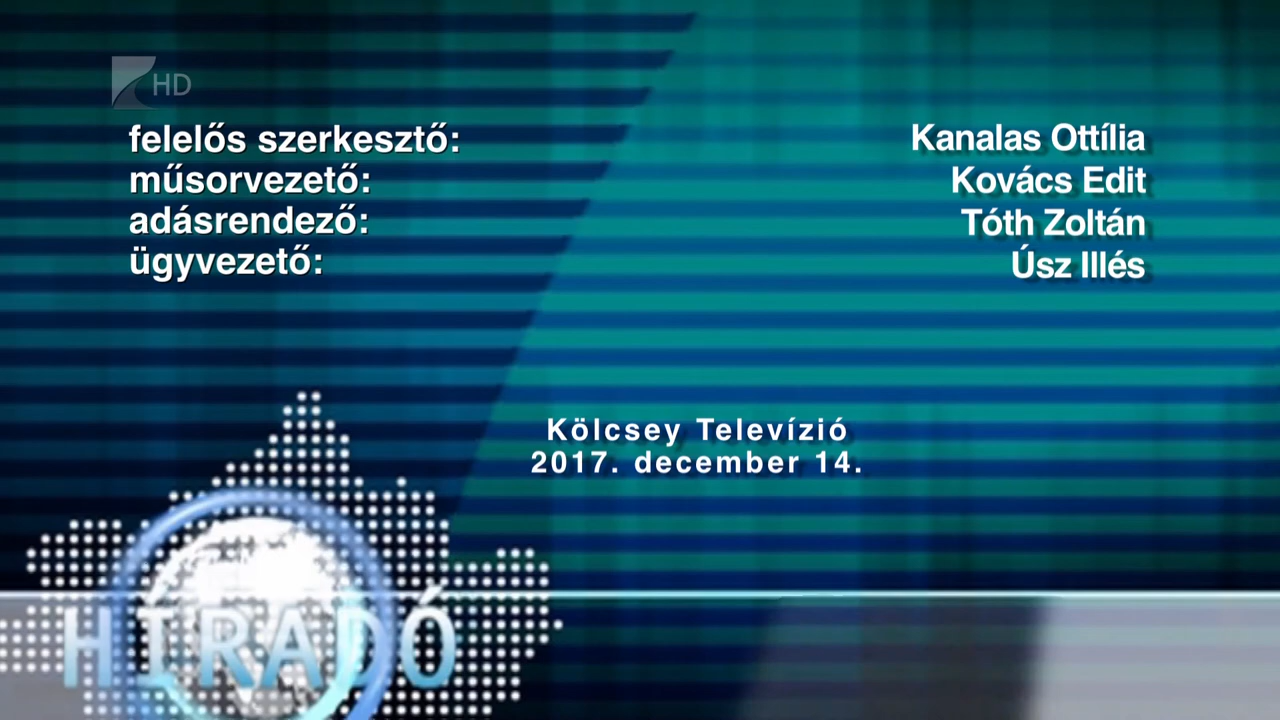 HD
felelős szerkesztő: Kanalas Ottília
műsorvezető: Kovács Edit
adásrendező: Tóth Zoltán
ügyvezető: Úsz Illés
Kölcsey Televízió
2017. december 14.
HÍRADÓ